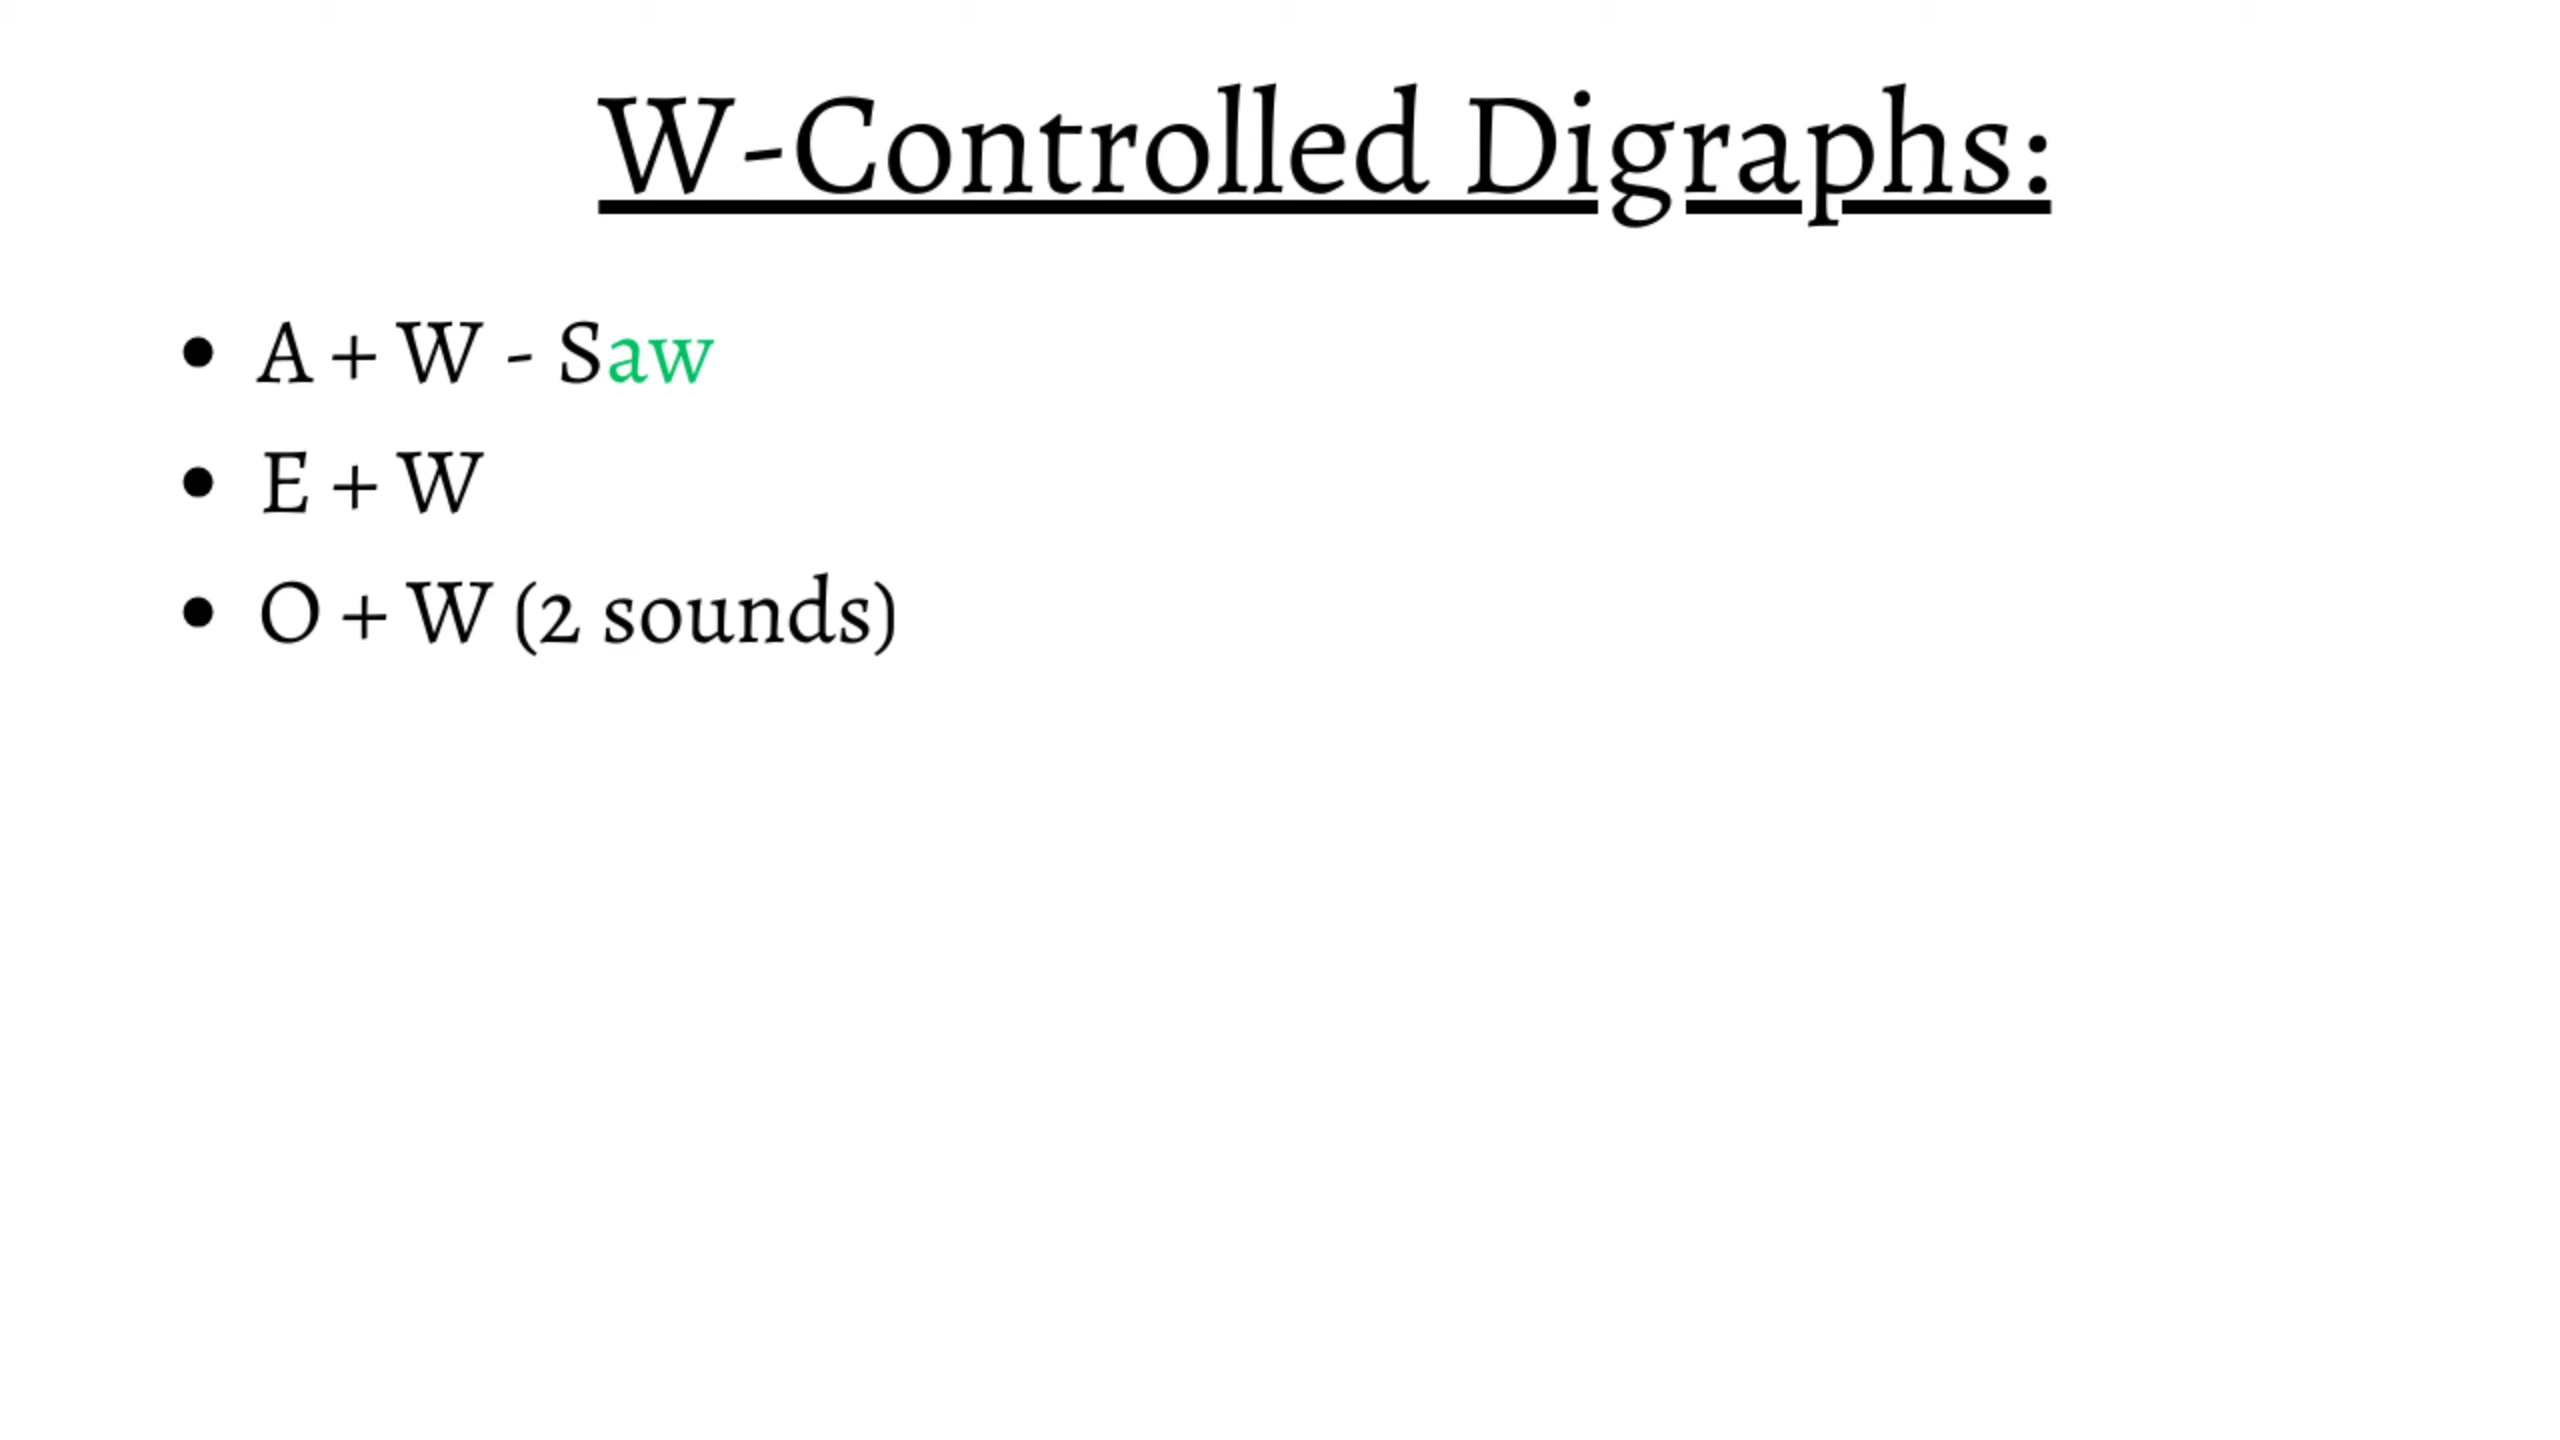 W-Controlled Digraphs:
• A + W - Saw
• E + W
• O + W (2 sounds)